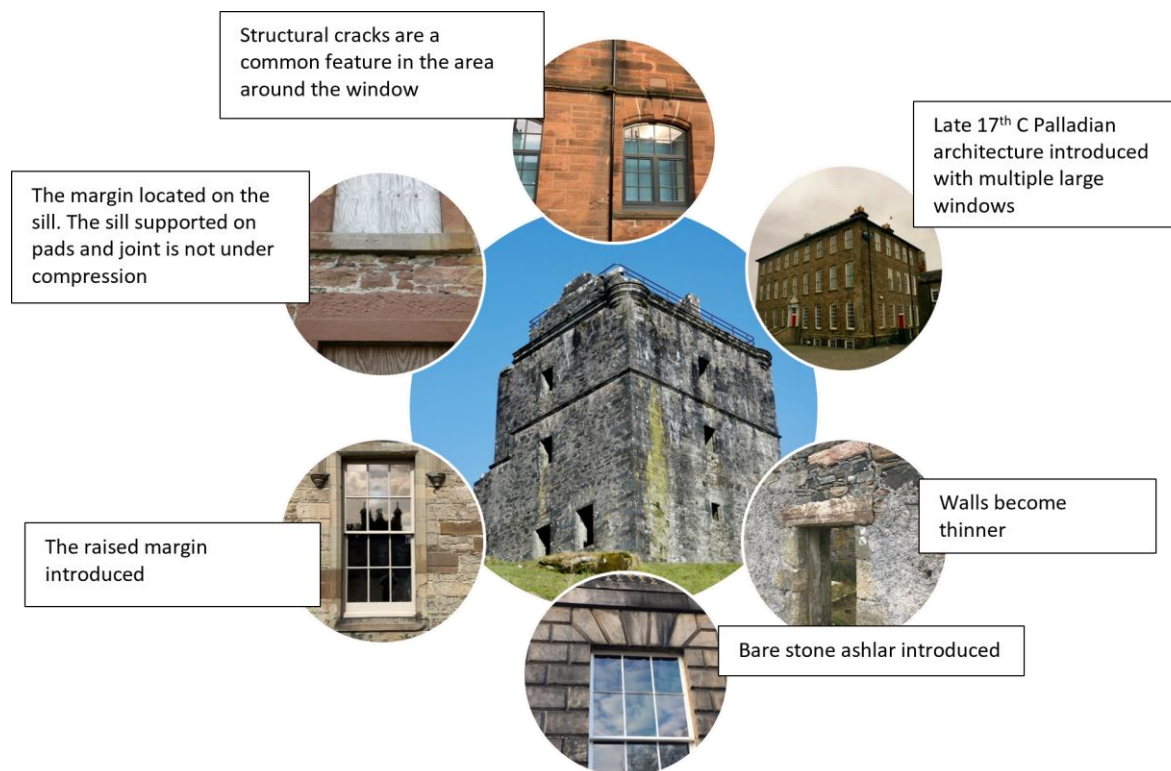 Structural cracks are a
common feature in the area
around the window
Late 17th C Palladian
architecture introduced
with multiple large
windows
The margin located on the
sill. The sill supported on
pads and joint is not under
compression
Walls become
thinner
The raised margin
introduced
Bare stone ashlar introduced